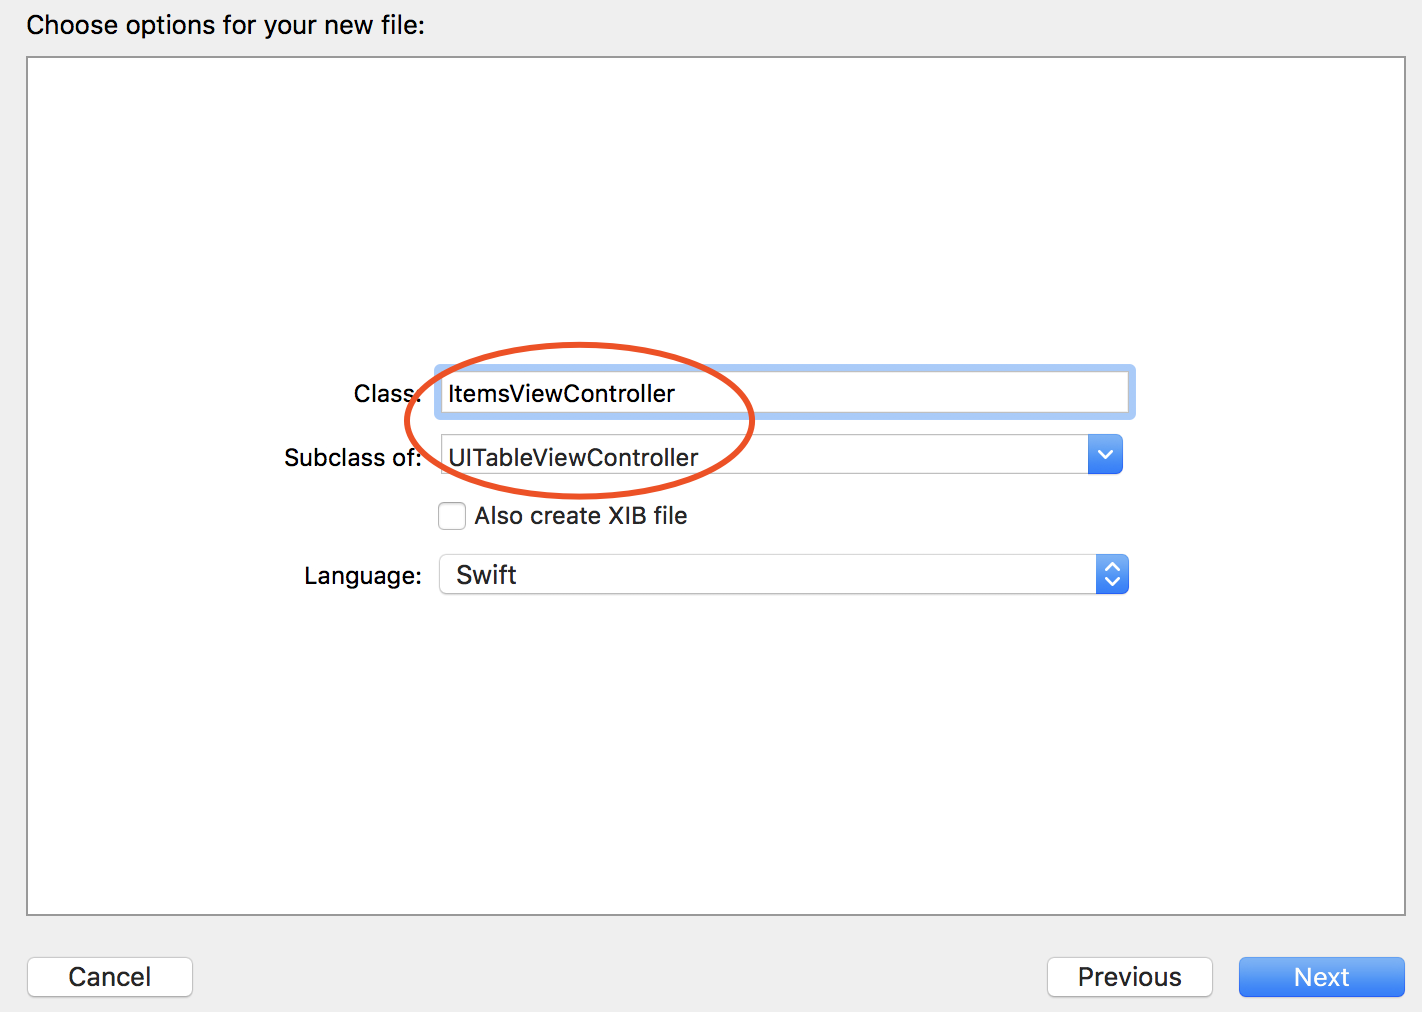 Choose options for your new file:
Class: ItemsViewController
Subclass of: UITableViewController
Also create XIB file
Language: Swift
Cancel Previous Next